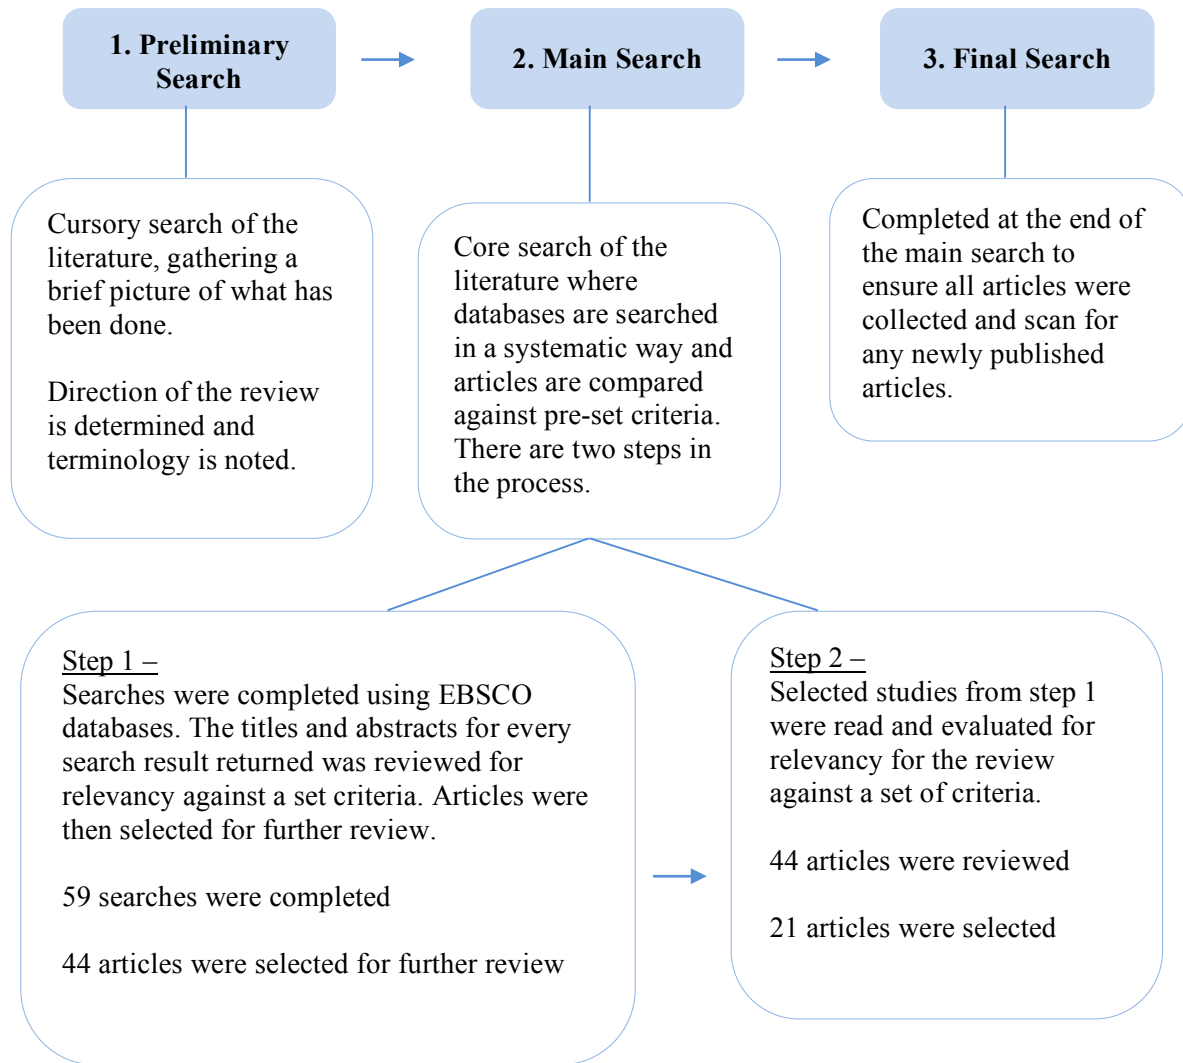 1. Preliminary
Search
2. Main Search
3. Final Search
Cursory search of the
literature, gathering a
brief picture of what has
been done.
Direction of the review
is determined and
terminology is noted.
Core search of the
literature where
databases are searched
in a systematic way and
articles are compared
against pre-set criteria.
There are two steps in
the process.
Completed at the end of
the main search to
ensure all articles were
collected and scan for
any newly published
articles.
Step 1 –
Searches were completed using EBSCO
databases. The titles and abstracts for every
search result returned was reviewed for
relevancy against a set criteria. Articles were
then selected for further review.
59 searches were completed
44 articles were selected for further review
Step 2 –
Selected studies from step 1
were read and evaluated for
relevancy for the review
against a set of criteria.
44 articles were reviewed
21 articles were selected